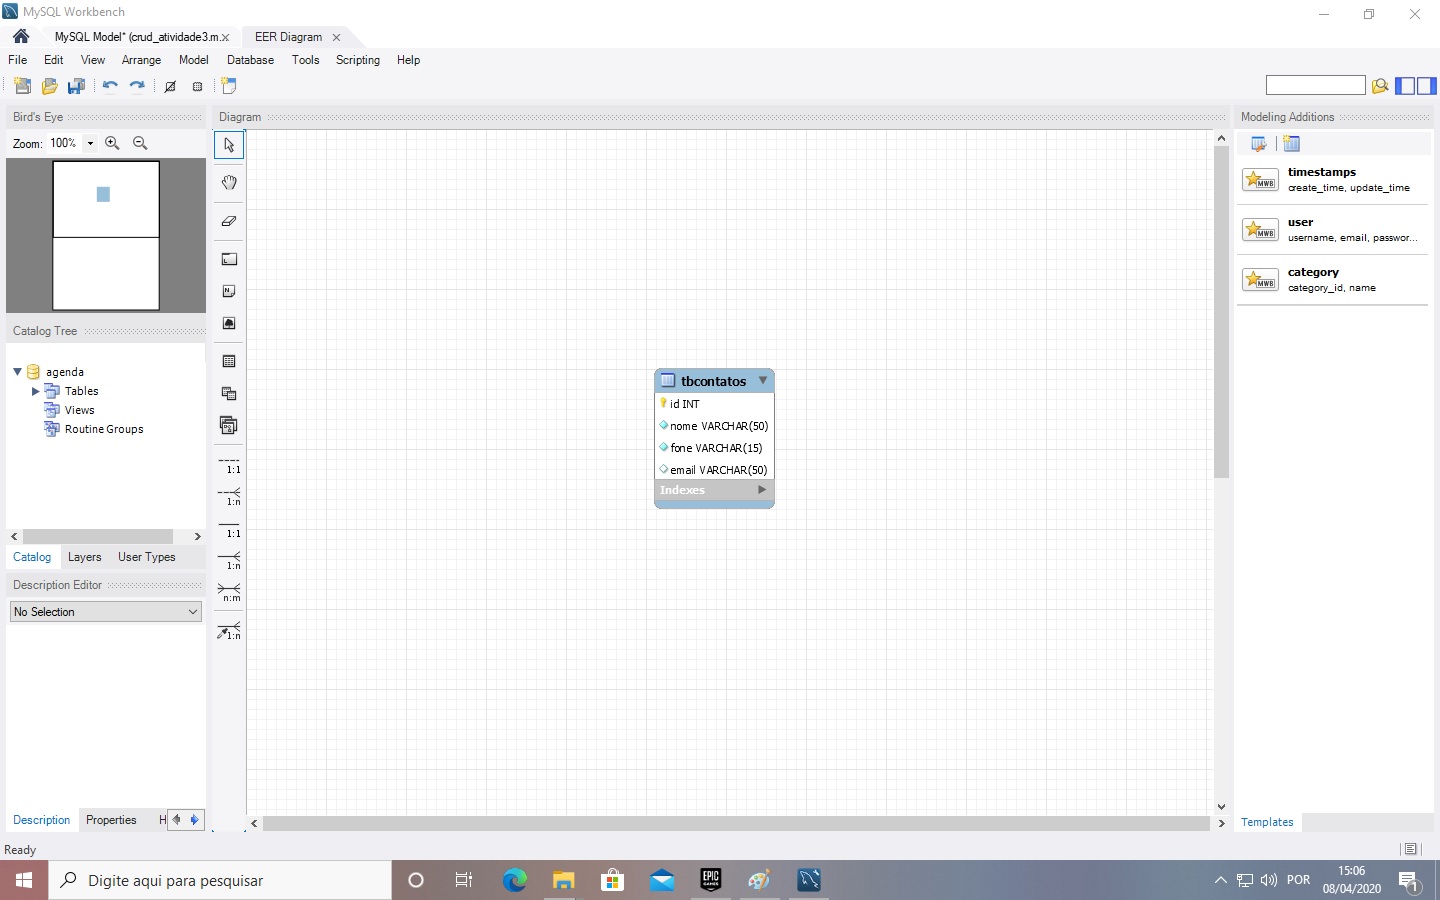 MySQL Workbench
MySQL Model* (crud_atividade3.m...
EER Diagram
File Edit View Arrange Model Database Tools Scripting Help
Bird's Eye
Diagram
Modeling Additions
Zoom: 100%
timestamps
create_time, update_time
user
username, email, passwor...
category
category_id, name
Catalog Tree
agenda
Tables
Views
Routine Groups
Catalog Layers User Types
Description Editor
No Selection
Description Properties H
1:1
1:n
1:1
1:n
n:m
1:n
tbcontatos
id INT
nome VARCHAR(50)
fone VARCHAR(15)
email VARCHAR(50)
Indexes
Templates
Ready
Digite aqui para pesquisar
EPIC
GAMES
POR
15:06
08/04/2020
1